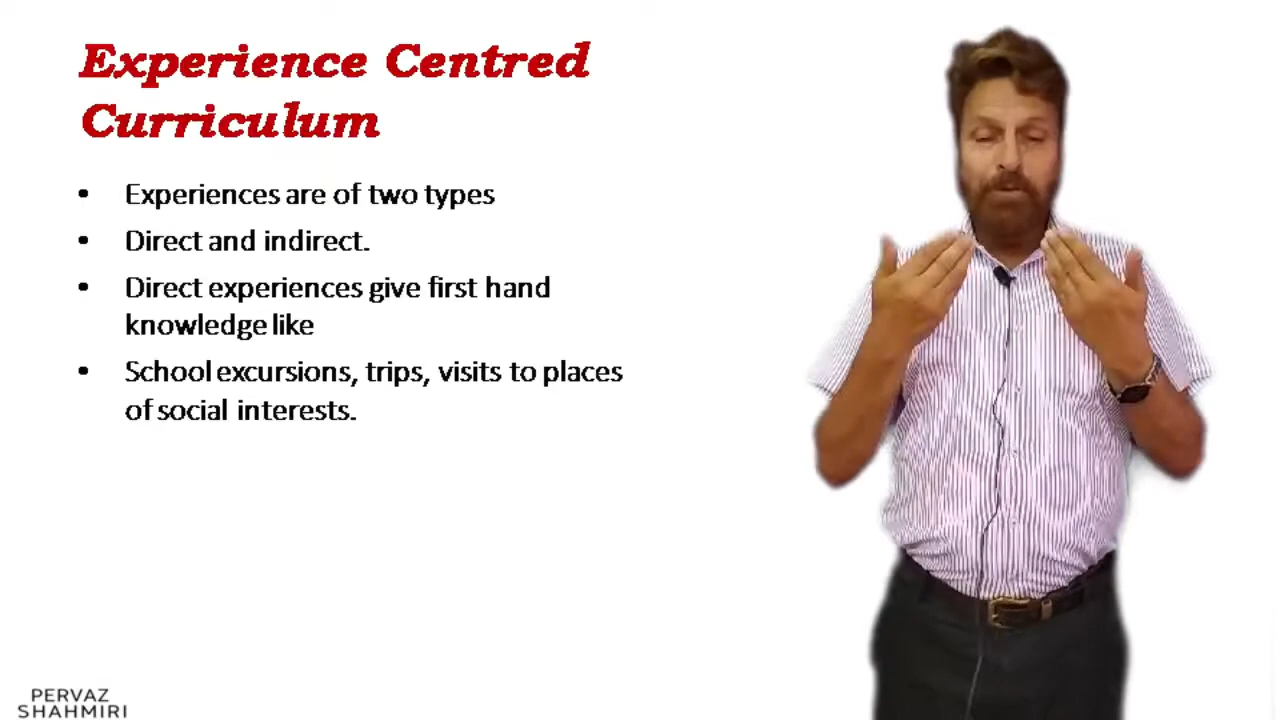 Experience Centred
Curriculum
• Experiences are of two types
• Direct and indirect.
• Direct experiences give first hand
knowledge like
• School excursions, trips, visits to places
of social interests.
PERVAZ
SHAHMIRI